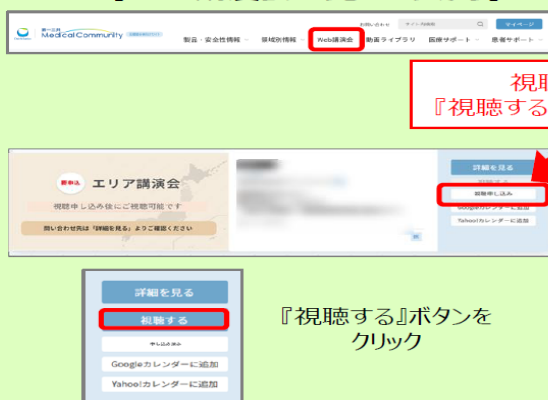 第一三共
Medical Community
お問い合わせ
マイページ
製品・安全性情報
領域別情報
Web講演会
動画ライブラリ
医療サポート
患者サポート
『視聴する
エリア講演会
視聴申し込み後にご視聴可能です
問い合わせ先は「詳細を見る」よりご確認ください
詳細を見る
視聴申し込み
Googleカレンダーに追加
Yahoo!カレンダーに追加
詳細を見る
視聴する
Googleカレンダーに追加
Yahoo!カレンダーに追加
『視聴する』ボタンを
クリック